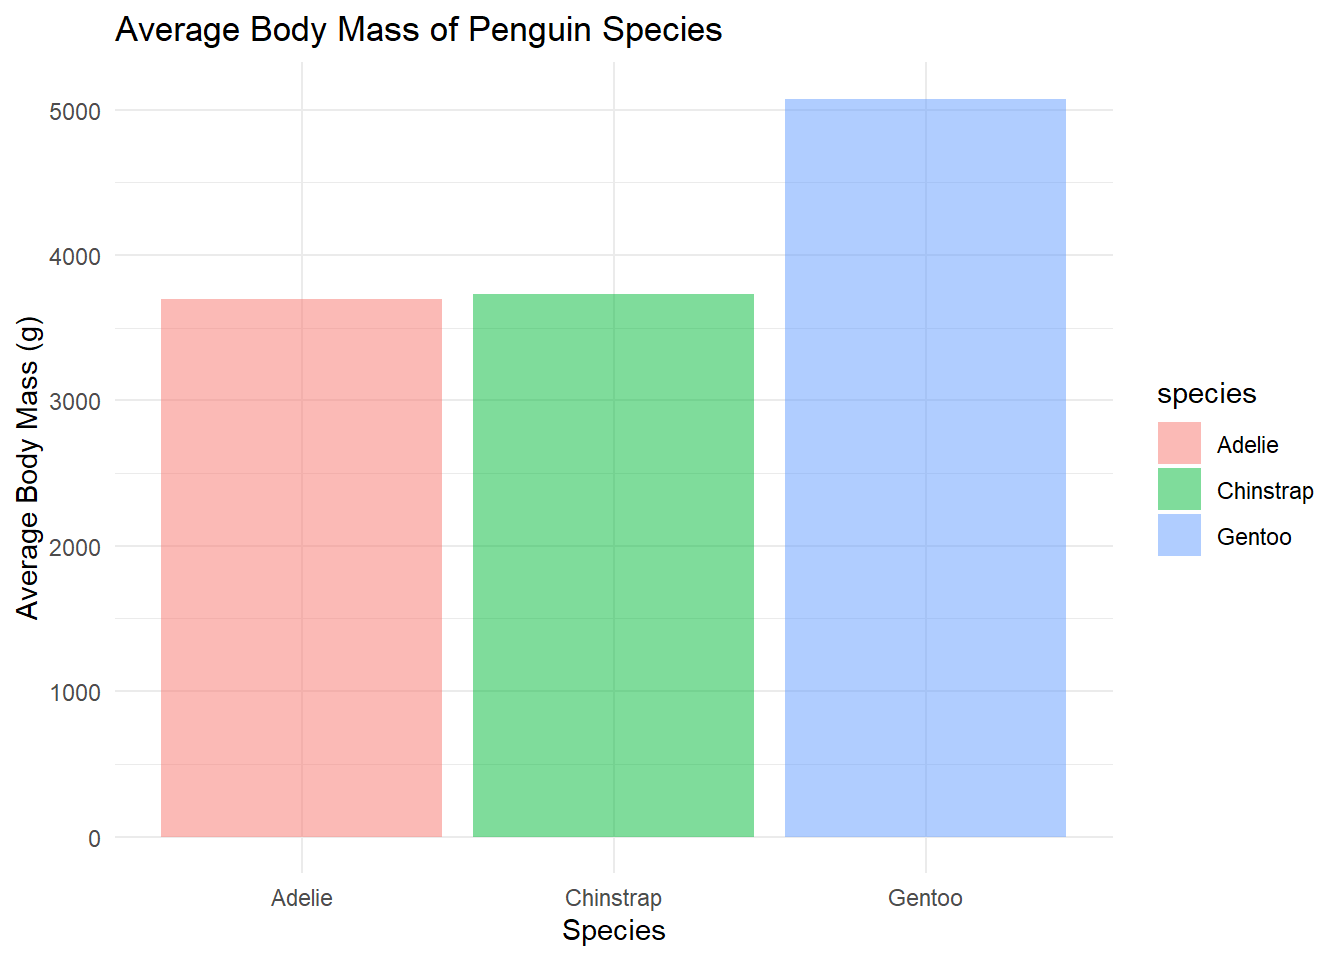 Average Body Mass of Penguin Species
Average Body Mass (g)
5000
4000
3000
2000
1000
0
Adelie
Chinstrap
Gentoo
Species
species
Adelie
Chinstrap
Gentoo